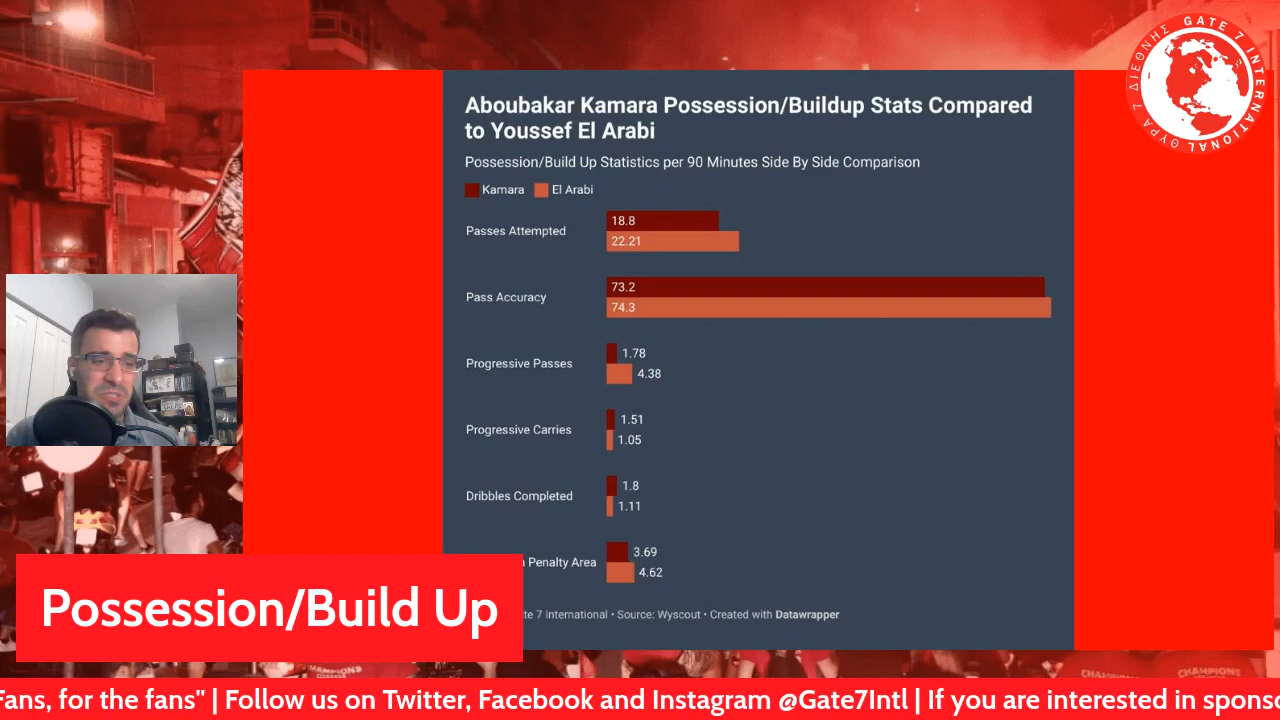 Aboubakar Kamara Possession/Buildup Stats Compared
to Youssef El Arabi
Possession/Build Up Statistics per 90 Minutes Side By Side Comparison
Kamara El Arabi
Passes Attempted
18.8
22.21
Pass Accuracy
73.2
74.3
Progressive Passes
1.78
4.38
Progressive Carries
1.51
1.05
Dribbles Completed
1.8
1.11
Penalty Area
3.69
4.62
7 International • Source: Wyscout • Created with Datawrapper
GATE 7 INTERNATIONAL
ΘΥΡΑ 7 ΔΙΕΘΝΗΣ
Possession/Build Up
CHAMPIONS
CHAMPIONS
CHAMPIONS
Fans, for the fans" | Follow us on Twitter, Facebook and Instagram @Gate7Intl | If you are interested in